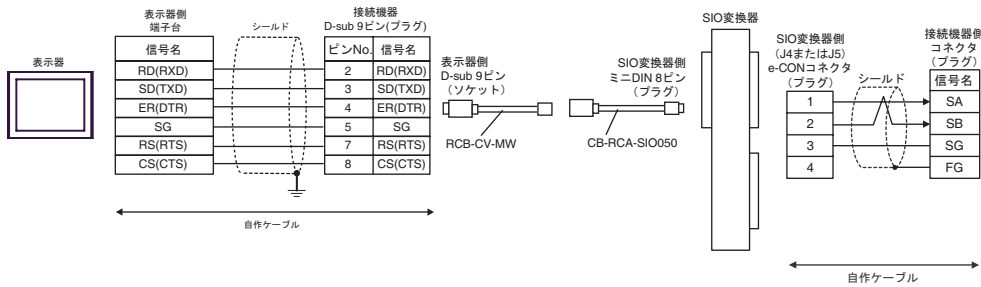 表示器
表示器側
端子台
信号名
RD(RXD)
SD(TXD)
ER(DTR)
SG
RS(RTS)
CS(CTS)
シールド
接続機器
D-sub 9ピン(プラグ)
ピンNo. 信号名
2 RD(RXD)
3 SD(TXD)
4 ER(DTR)
5 SG
7 RS(RTS)
8 CS(CTS)
自作ケーブル
表示器側
D-sub 9ピン
(ソケット)
RCB-CV-MW
SIO変換器側
ミニDIN 8ピン
(プラグ)
CB-RCA-SIO050
SIO変換器
SIO変換器側
(J4またはJ5)
e-CONコネクタ
(プラグ)
1
2
3
4
シールド
接続機器側
コネクタ
(プラグ)
信号名
SA
SB
SG
FG
自作ケーブル